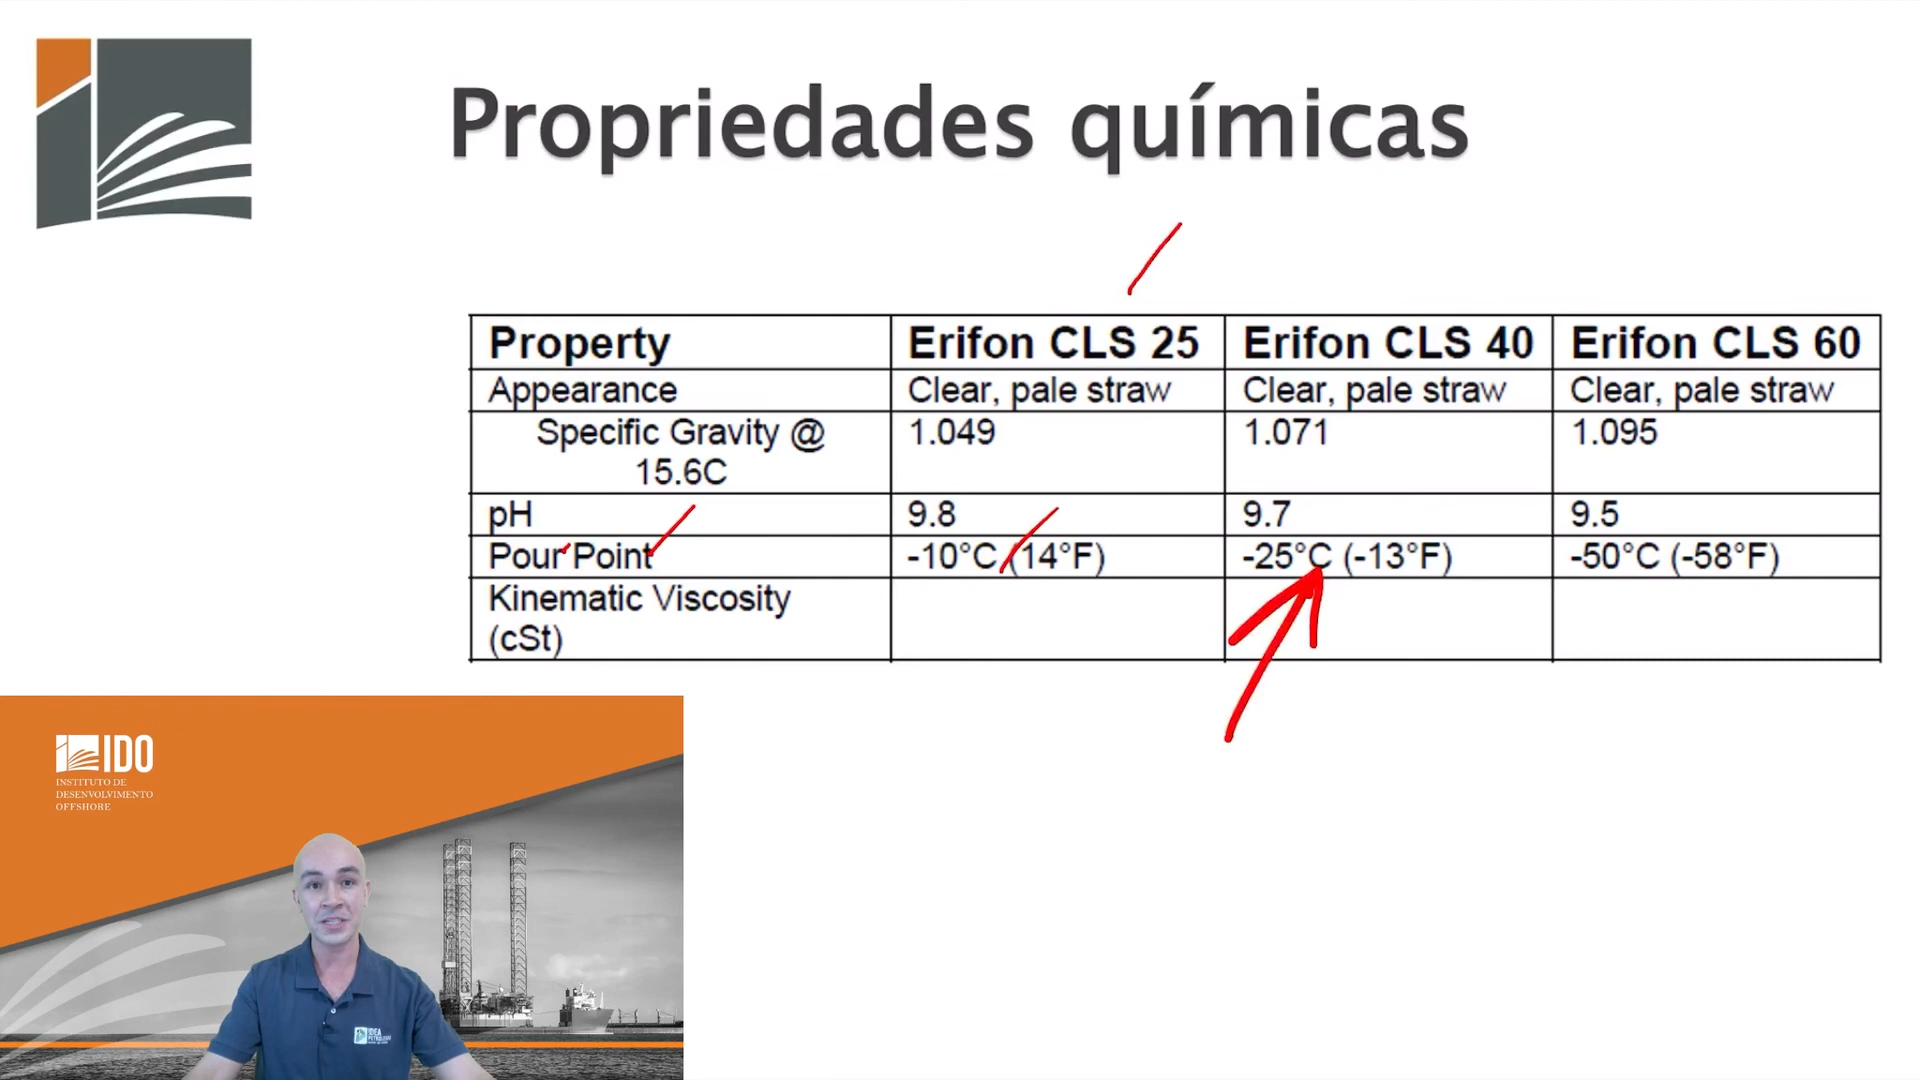 Propriedades químicas
Property Erifon CLS 25 Erifon CLS 40 Erifon CLS 60
Appearance Clear, pale straw Clear, pale straw Clear, pale straw
Specific Gravity @ 1.049 1.071 1.095
15.6C
pH 9.8 9.7 9.5
Pour Point -10°C (14°F) -25°C (-13°F) -50°C (-58°F)
Kinematic Viscosity
(cSt)
IDO
INSTITUTO DE
DESENVOLVIMENTO
OFFSHORE
IDEA